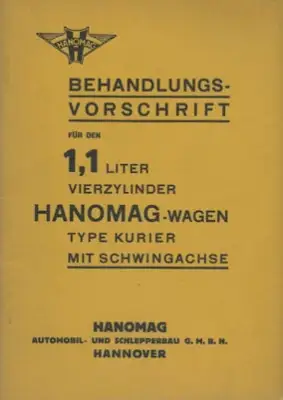 HANOMAG
BEHANDLUNGS-
VORSCHRIFT
FÜR DEN
1,1 LITER
VIERZYLINDER
HANOMAG-WAGEN
TYPE KURIER
MIT SCHWINGACHSE
HANOMAG
AUTOMOBIL- UND SCHLEPPERBAU G. M. B. H.
HANNOVER